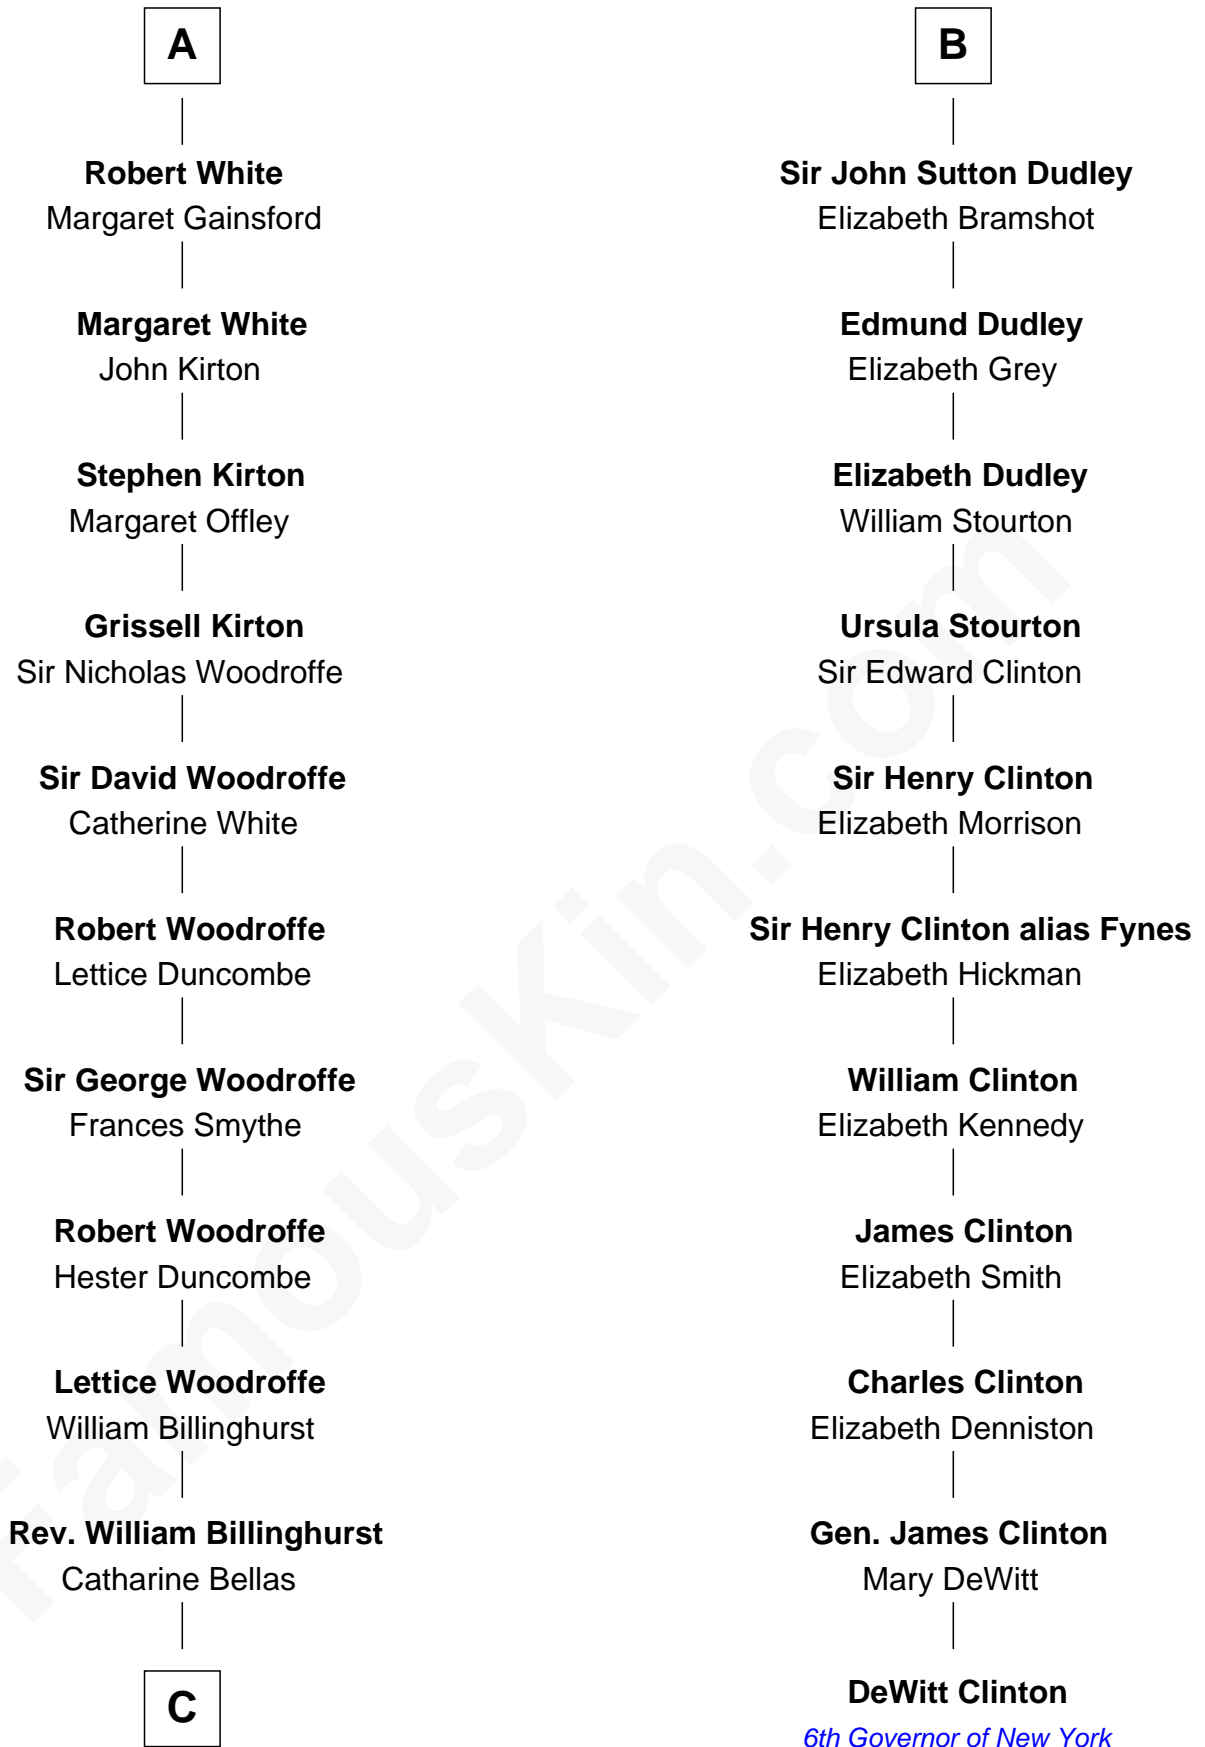 A
Robert White
Margaret Gainsford
Margaret White
John Kirton
Stephen Kirton
Margaret Offley
Grissell Kirton
Sir Nicholas Woodroffe
Sir David Woodroffe
Catherine White
Robert Woodroffe
Lettice Duncombe
Sir George Woodroffe
Frances Smythe
Robert Woodroffe
Hester Duncombe
Lettice Woodroffe
William Billinghurst
Rev. William Billinghurst
Catharine Bellas
C
B
Sir John Sutton Dudley
Elizabeth Bramshot
Edmund Dudley
Elizabeth Grey
Elizabeth Dudley
William Stourton
Ursula Stourton
Sir Edward Clinton
Sir Henry Clinton
Elizabeth Morrison
Sir Henry Clinton alias Fynes
Elizabeth Hickman
William Clinton
Elizabeth Kennedy
James Clinton
Elizabeth Smith
Charles Clinton
Elizabeth Denniston
Gen. James Clinton
Mary DeWitt
DeWitt Clinton
6th Governor of New York
FamousKin.com